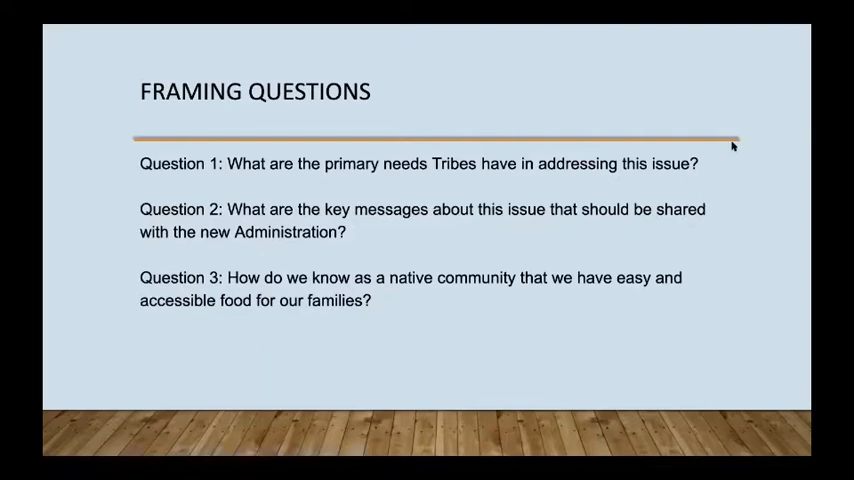 FRAMING QUESTIONS
Question 1: What are the primary needs Tribes have in addressing this issue?
Question 2: What are the key messages about this issue that should be shared
with the new Administration?
Question 3: How do we know as a native community that we have easy and
accessible food for our families?